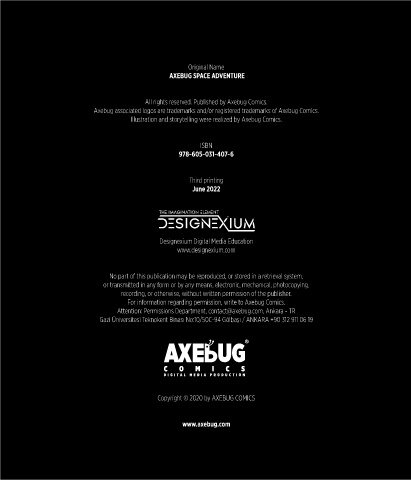 Original Name
AXEBUG SPACE ADVENTURE
All rights reserved. Published by Axebug Comics.
Axebug associated logos are trademarks and/or registered trademarks of Axebug Comics.
Illustration and storytelling were realized by Axebug Comics.
ISBN
978-605-031-407-6
Third printing
June 2022
THE IMAGINATION ELEMENT
DESIGNEXIUM
Designexium Digital Media Education
www.designexium.com
No part of this publication may be reproduced, or stored in a retrieval system,
or transmitted in any form or by any means, electronic, mechanical, photocopying,
recording, or otherwise, without written permission of the publisher.
For information regarding permission, write to Axebug Comics.
Attention: Permissions Department, contact@axebug.com, Ankara - TR
Gazi Üniversitesi Teknokent Binası No:10/50C-94 Gölbaşı / ANKARA +90 312 911 06 19
AXEbUG®
COMICS
DIGITAL MEDIA PRODUCTION
Copyright © 2020 by AXEBUG COMICS
www.axebug.com